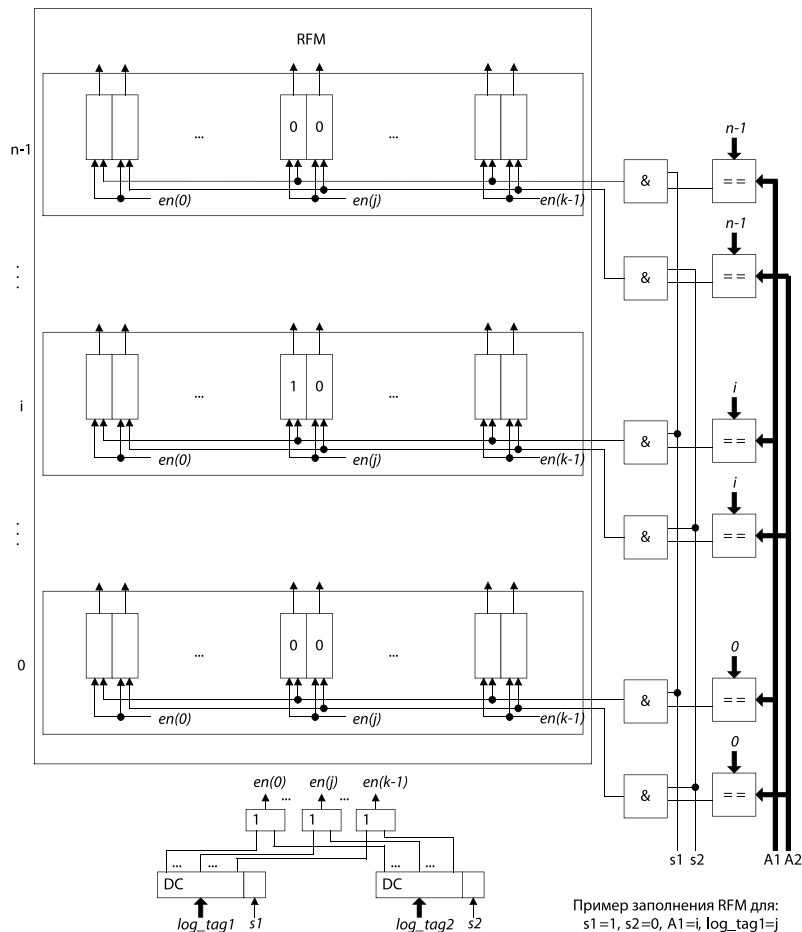 RFM
n-1
0 0
...
...
en(0)
en(j)
en(k-1)
&
n-1
==
&
n-1
==
...
i
1 0
...
...
en(0)
en(j)
en(k-1)
&
i
==
&
i
==
...
0
0 0
...
...
en(0)
en(j)
en(k-1)
&
0
==
&
0
==
s1 s2 A1 A2
en(0) ... en(j) ... en(k-1)
1 1 1
... ... ... ...
DC DC
log_tag1 s1 log_tag2 s2
Пример заполнения RFM для:
s1=1, s2=0, A1=i, log_tag1=j